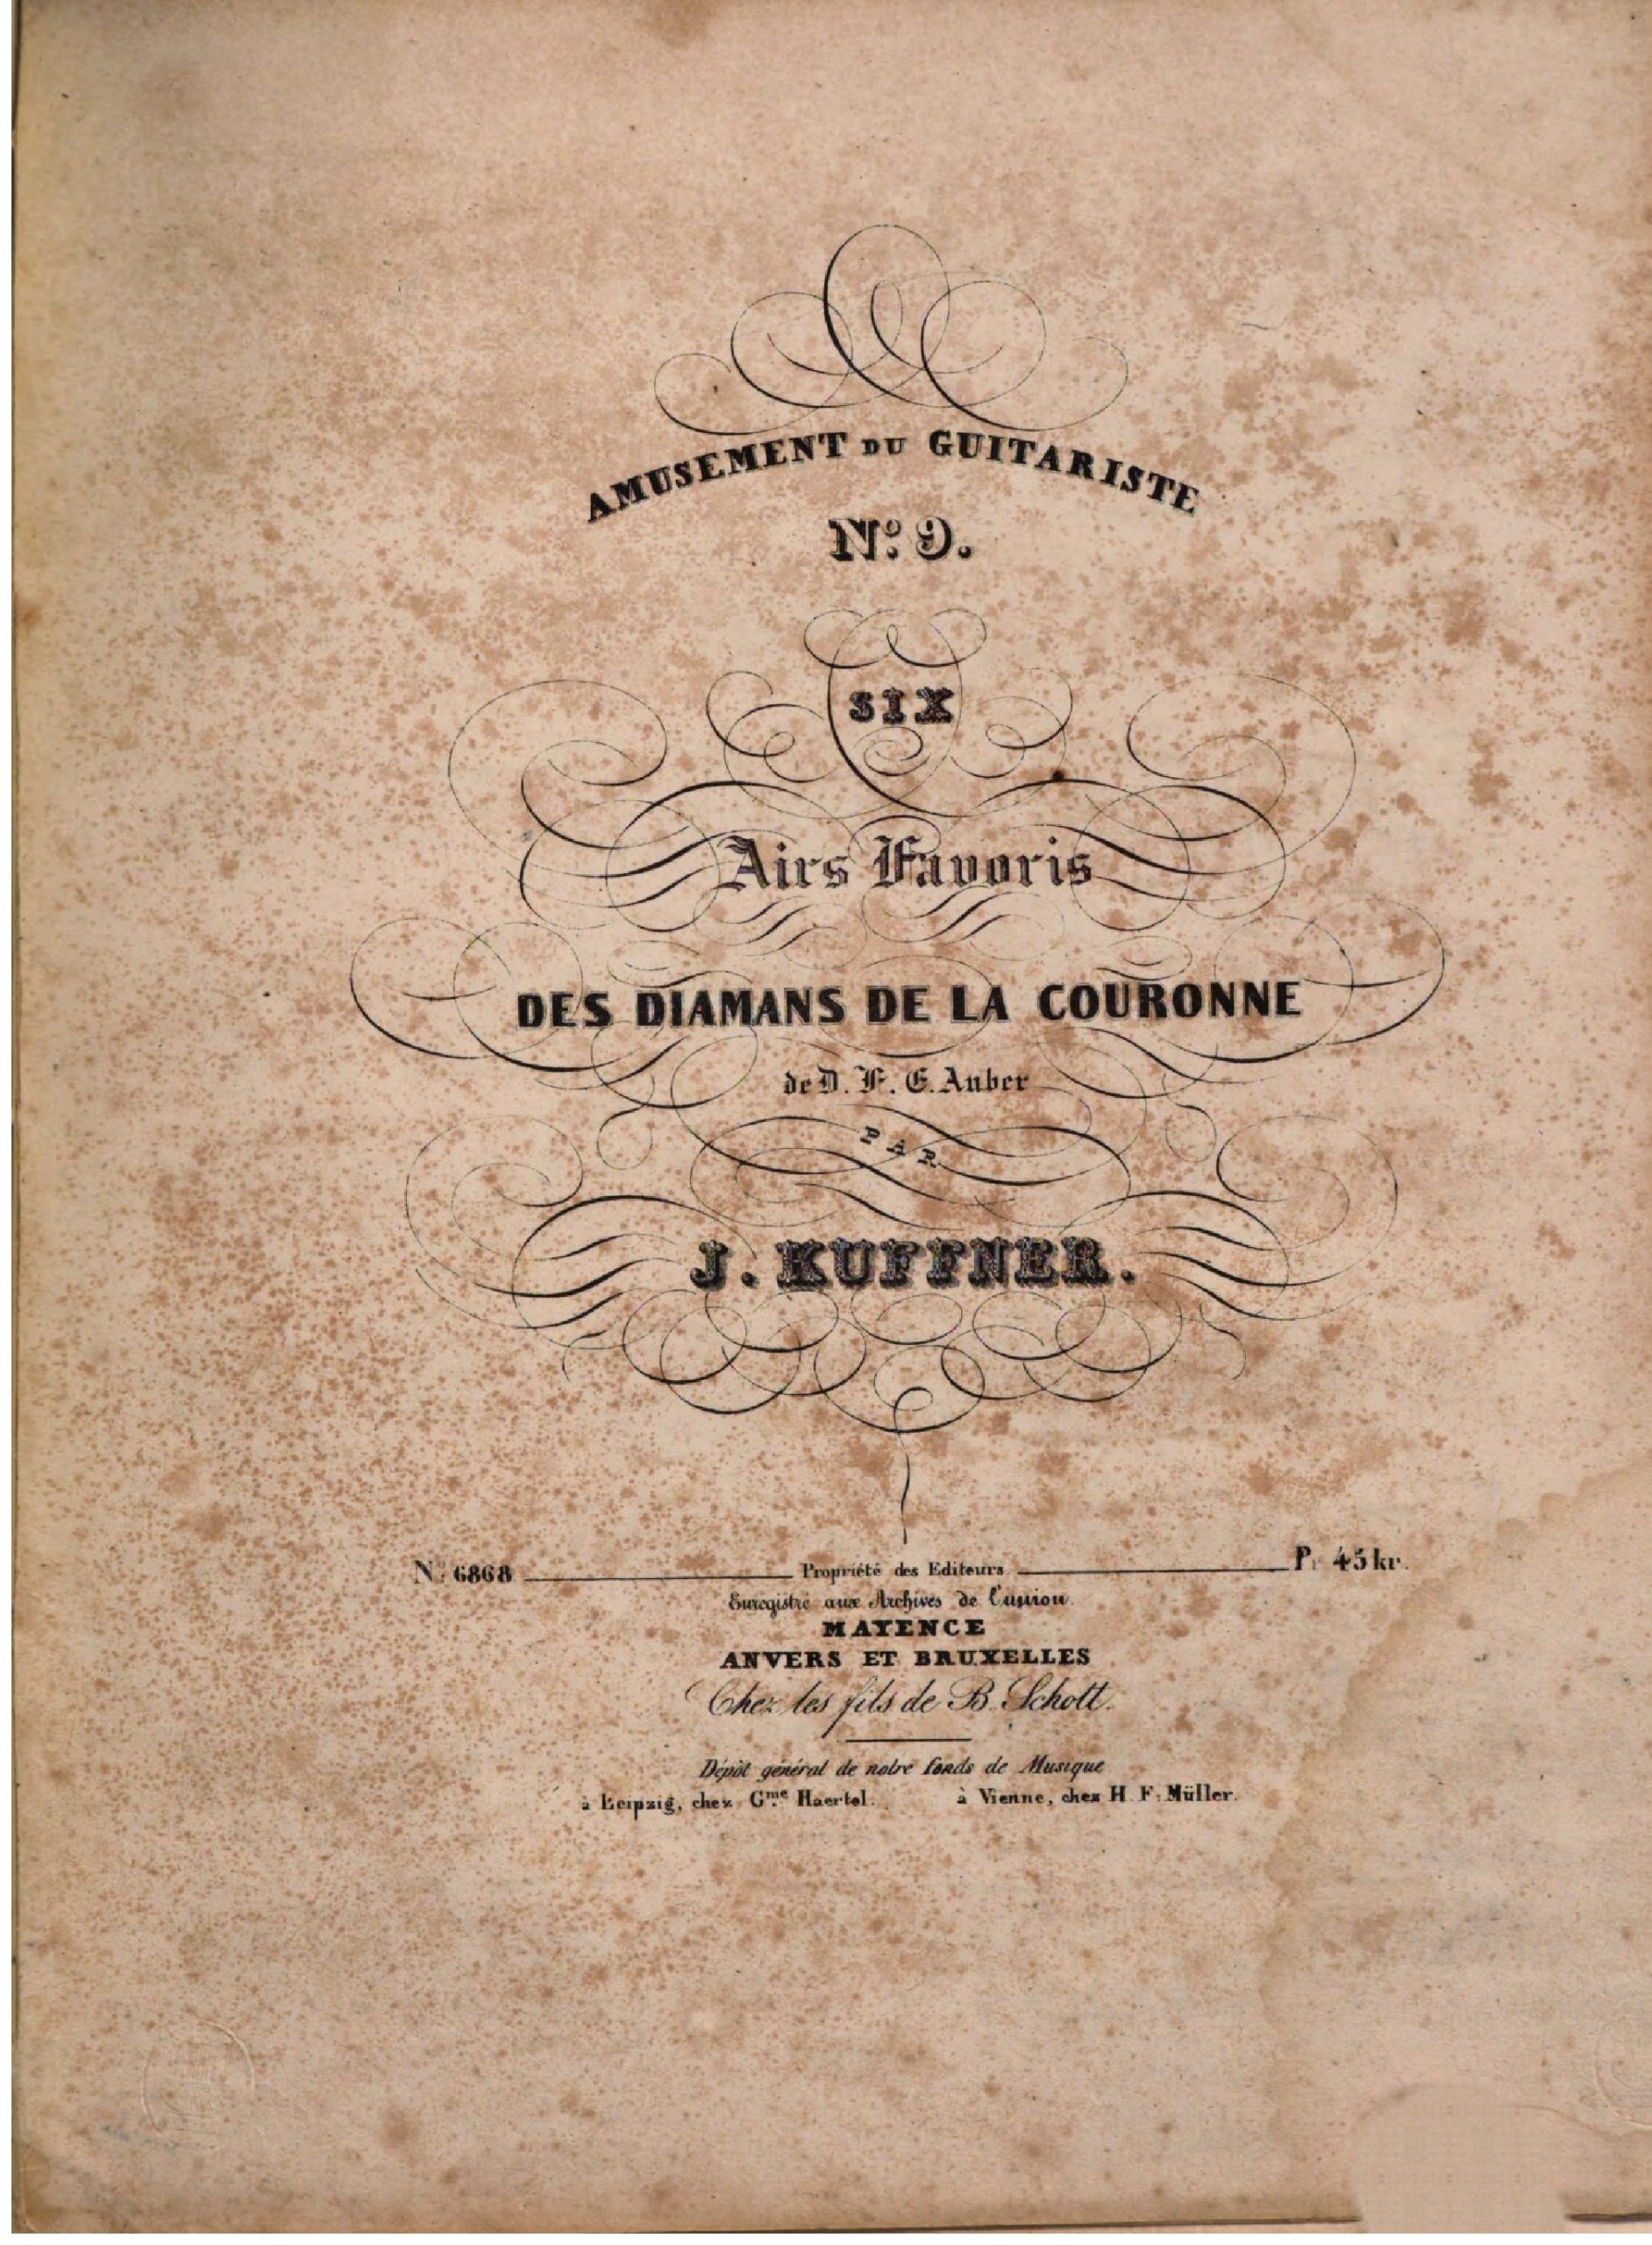 AMUSEMENT DU GUITARISTE
Nº 9.
SIX
Airs Favoris
DES DIAMANS DE LA COURONNE
de D. F. E. Auber
PAR
J. KUFFNER.
Nº 6868 Propriété des Editeurs Pr. 45 kr.
Enregistré aux Archives de l'union
MAYENCE
ANVERS ET BRUXELLES
Chez les fils de B. Schott.
Dépôt général de notre fonds de Musique
à Leipzig, chez Gme Haertel. à Vienne, chez H. F. Müller.